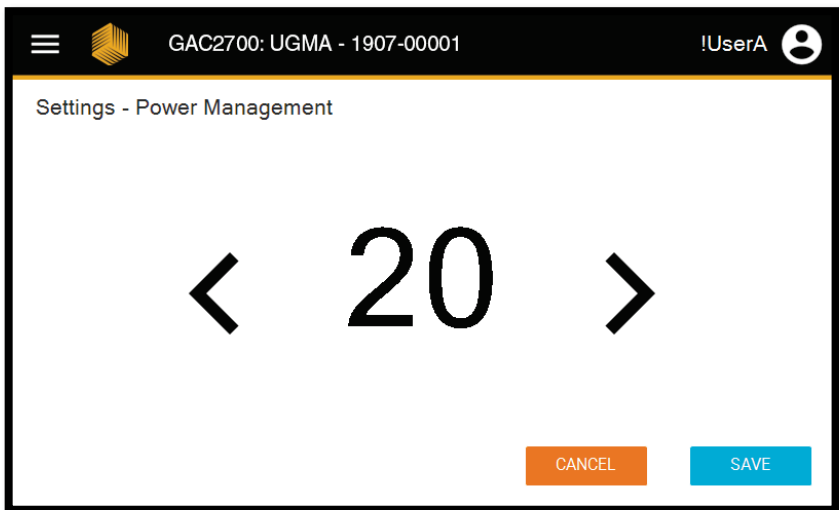 GAC2700: UGMA - 1907-00001 !UserA
Settings - Power Management
20
CANCEL SAVE